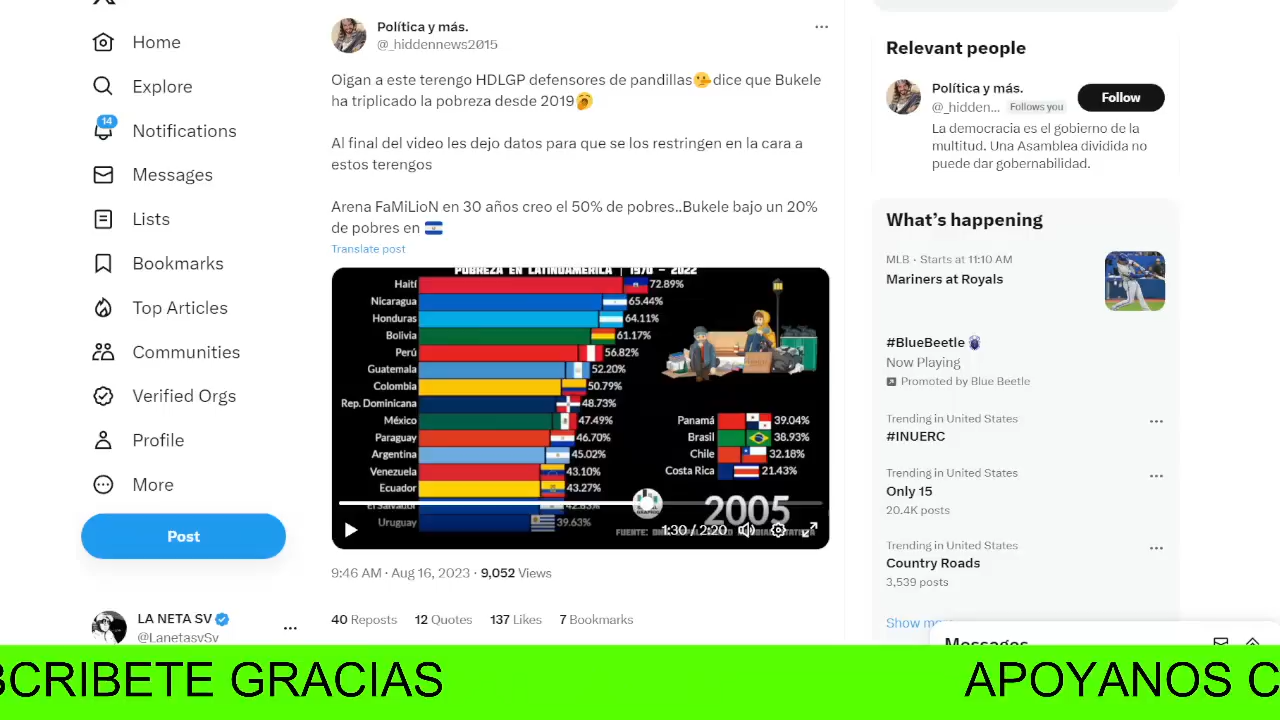 Home
Explore
14
Notifications
Messages
Lists
Bookmarks
Top Articles
Communities
Verified Orgs
Profile
More
Post
LA NETA SV
@LanetasvSv
Política y más.
@_hiddennews2015
Oigan a este terengo HDLGP defensores de pandillas🫡dice que Bukele
ha triplicado la pobreza desde 2019🥱
Al final del video les dejo datos para que se los restringen en la cara a
estos terengos
Arena FaMiLioN en 30 años creo el 50% de pobres..Bukele bajo un 20%
de pobres en 🇸🇻
Translate post
POBREZA EN LATINOAMÉRICA | 1970 - 2022
Haití 72.89%
Nicaragua 65.44%
Honduras 64.11%
Bolivia 61.17%
Perú 56.82%
Guatemala 52.20%
Colombia 50.79%
Rep. Dominicana 48.73%
México 47.49%
Paraguay 46.70%
Argentina 45.02%
Venezuela 43.10%
Ecuador 43.27%
El Salvador 42.83%
Uruguay 39.63%
Panamá 39.04%
Brasil 38.93%
Chile 32.18%
Costa Rica 21.43%
2005
1:30 / 2:20
FUENTE:
9:46 AM · Aug 16, 2023 · 9,052 Views
40 Reposts 12 Quotes 137 Likes 7 Bookmarks
Relevant people
Política y más.
@_hidden... Follows you
Follow
La democracia es el gobierno de la
multitud. Una Asamblea dividida no
puede dar gobernabilidad.
What's happening
MLB · Starts at 11:10 AM
Mariners at Royals
#BlueBeetle
Now Playing
Promoted by Blue Beetle
Trending in United States
#INUERC
Trending in United States
Only 15
20.4K posts
Trending in United States
Country Roads
3,539 posts
Show more
Messages
SCRIBETE GRACIAS
APOYANOS C